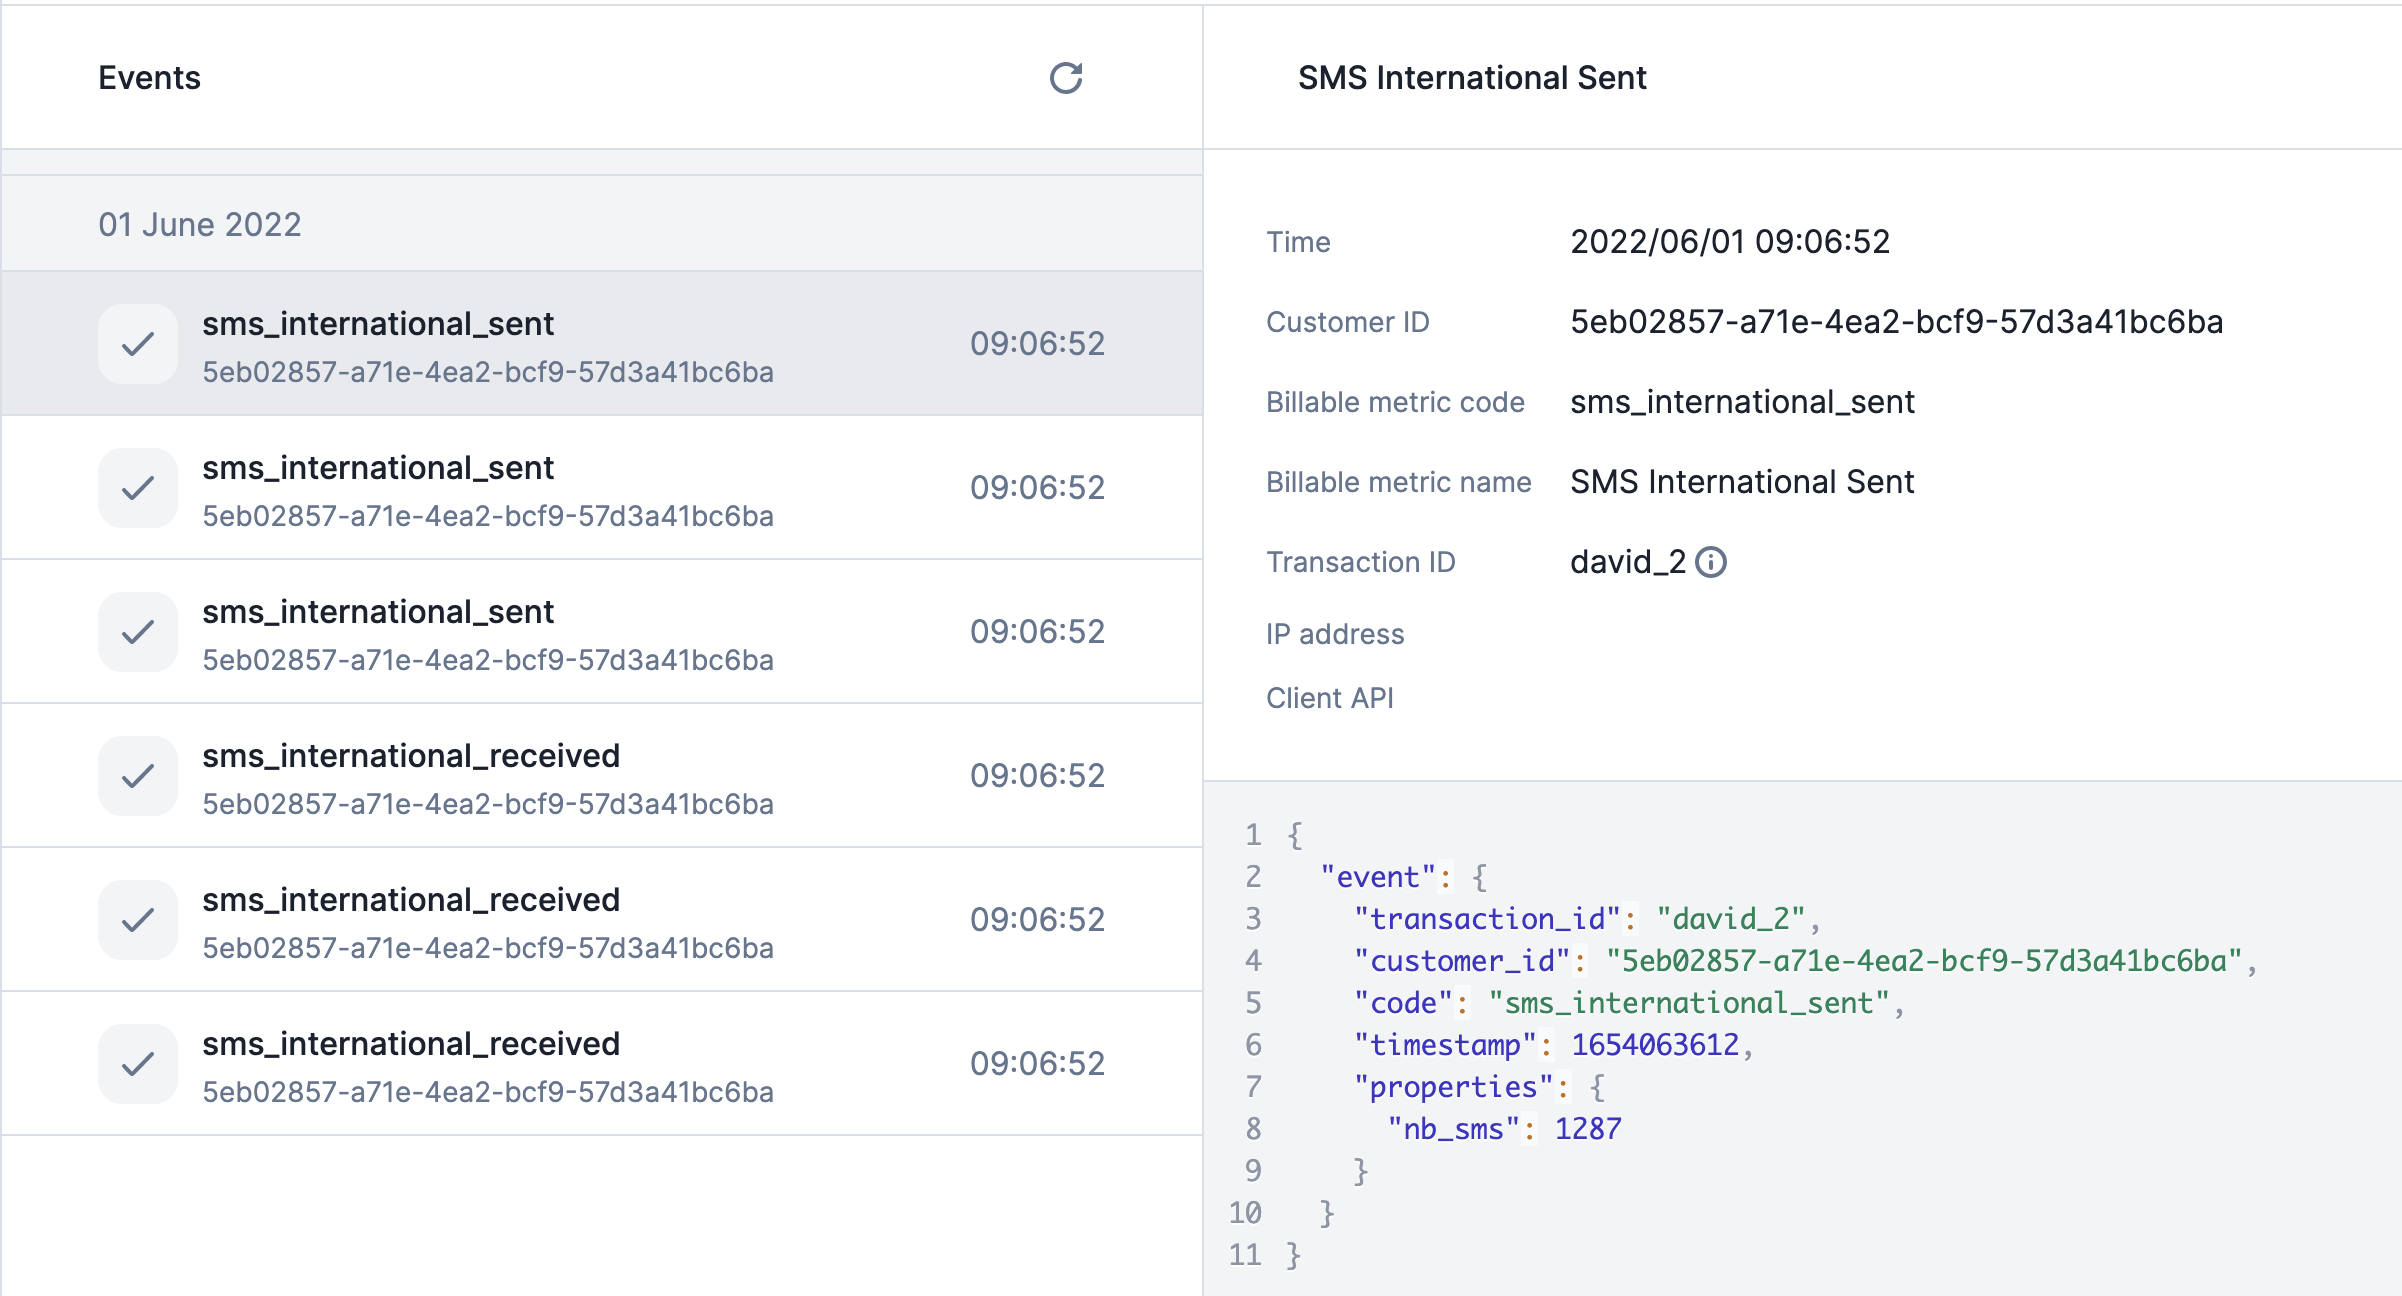 Events
01 June 2022
sms_international_sent
5eb02857-a71e-4ea2-bcf9-57d3a41bc6ba
09:06:52
sms_international_sent
5eb02857-a71e-4ea2-bcf9-57d3a41bc6ba
09:06:52
sms_international_sent
5eb02857-a71e-4ea2-bcf9-57d3a41bc6ba
09:06:52
sms_international_received
5eb02857-a71e-4ea2-bcf9-57d3a41bc6ba
09:06:52
sms_international_received
5eb02857-a71e-4ea2-bcf9-57d3a41bc6ba
09:06:52
sms_international_received
5eb02857-a71e-4ea2-bcf9-57d3a41bc6ba
09:06:52
SMS International Sent
Time 2022/06/01 09:06:52
Customer ID 5eb02857-a71e-4ea2-bcf9-57d3a41bc6ba
Billable metric code sms_international_sent
Billable metric name SMS International Sent
Transaction ID david_2
IP address
Client API
1 {
2 "event": {
3 "transaction_id": "david_2",
4 "customer_id": "5eb02857-a71e-4ea2-bcf9-57d3a41bc6ba",
5 "code": "sms_international_sent",
6 "timestamp": 1654063612,
7 "properties": {
8 "nb_sms": 1287
9 }
10 }
11 }